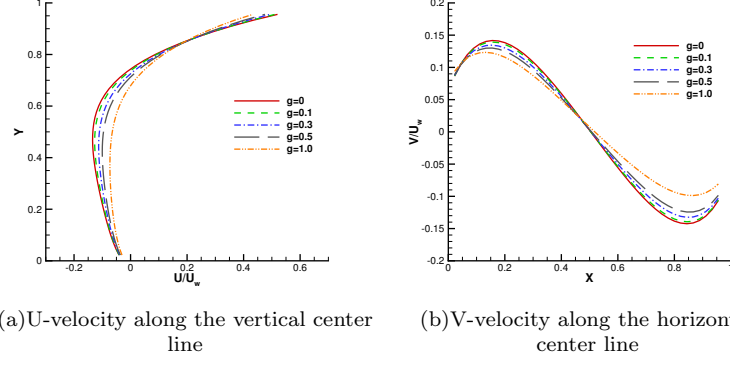 1
0.8
0.6
0.4
0.2
0
Y
-0.2 0 0.2 0.4 0.6
U/Uw
g=0
g=0.1
g=0.3
g=0.5
g=1.0
(a)U-velocity along the vertical center
line
0.2
0.15
0.1
0.05
0
-0.05
-0.1
-0.15
-0.2
V/Uw
0 0.2 0.4 0.6 0.8
X
g=0
g=0.1
g=0.3
g=0.5
g=1.0
(b)V-velocity along the
center line